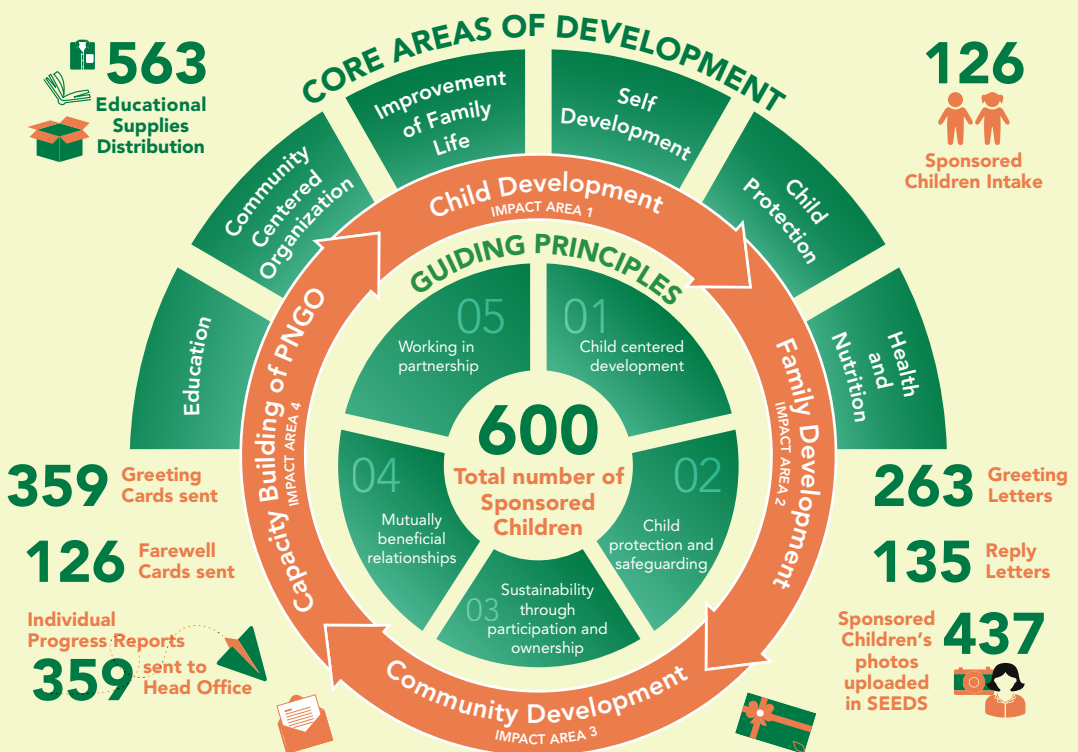 CORE AREAS OF DEVELOPMENT
563
Educational
Supplies
Distribution
126
Sponsored
Children Intake
Education
Community
Centered
Organization
Improvement
of Family
Life
Self
Development
Child
Protection
Health
and
Nutrition
Child Development
IMPACT AREA 1
Family Development
IMPACT AREA 2
Community Development
IMPACT AREA 3
Capacity Building of PNGO
IMPACT AREA 4
GUIDING PRINCIPLES
01
Child centered
development
02
Child
protection and
safeguarding
03
Sustainability
through
participation and
ownership
04
Mutually
beneficial
relationships
05
Working in
partnership
600
Total number of
Sponsored
Children
359
Greeting
Cards sent
126
Farewell
Cards sent
Individual
Progress Reports
359
sent to
Head Office
263
Greeting
Letters
135
Reply
Letters
Sponsored
Children's
photos
uploaded
in SEEDS
437